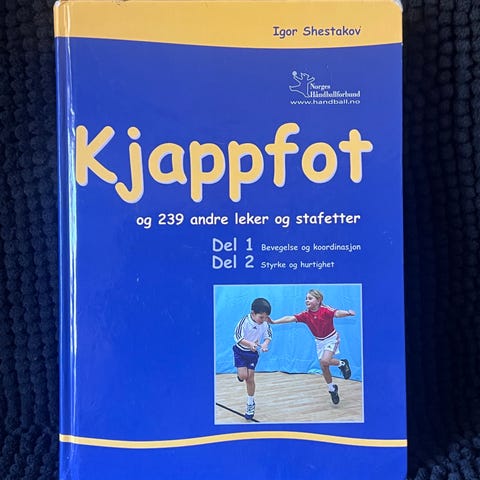 Igor Shestakov
Norges
Håndballforbund
www.handball.no
Kjappfot
og 239 andre leker og stafetter
Del 1 Bevegelse og koordinasjon
Del 2 Styrke og hurtighet